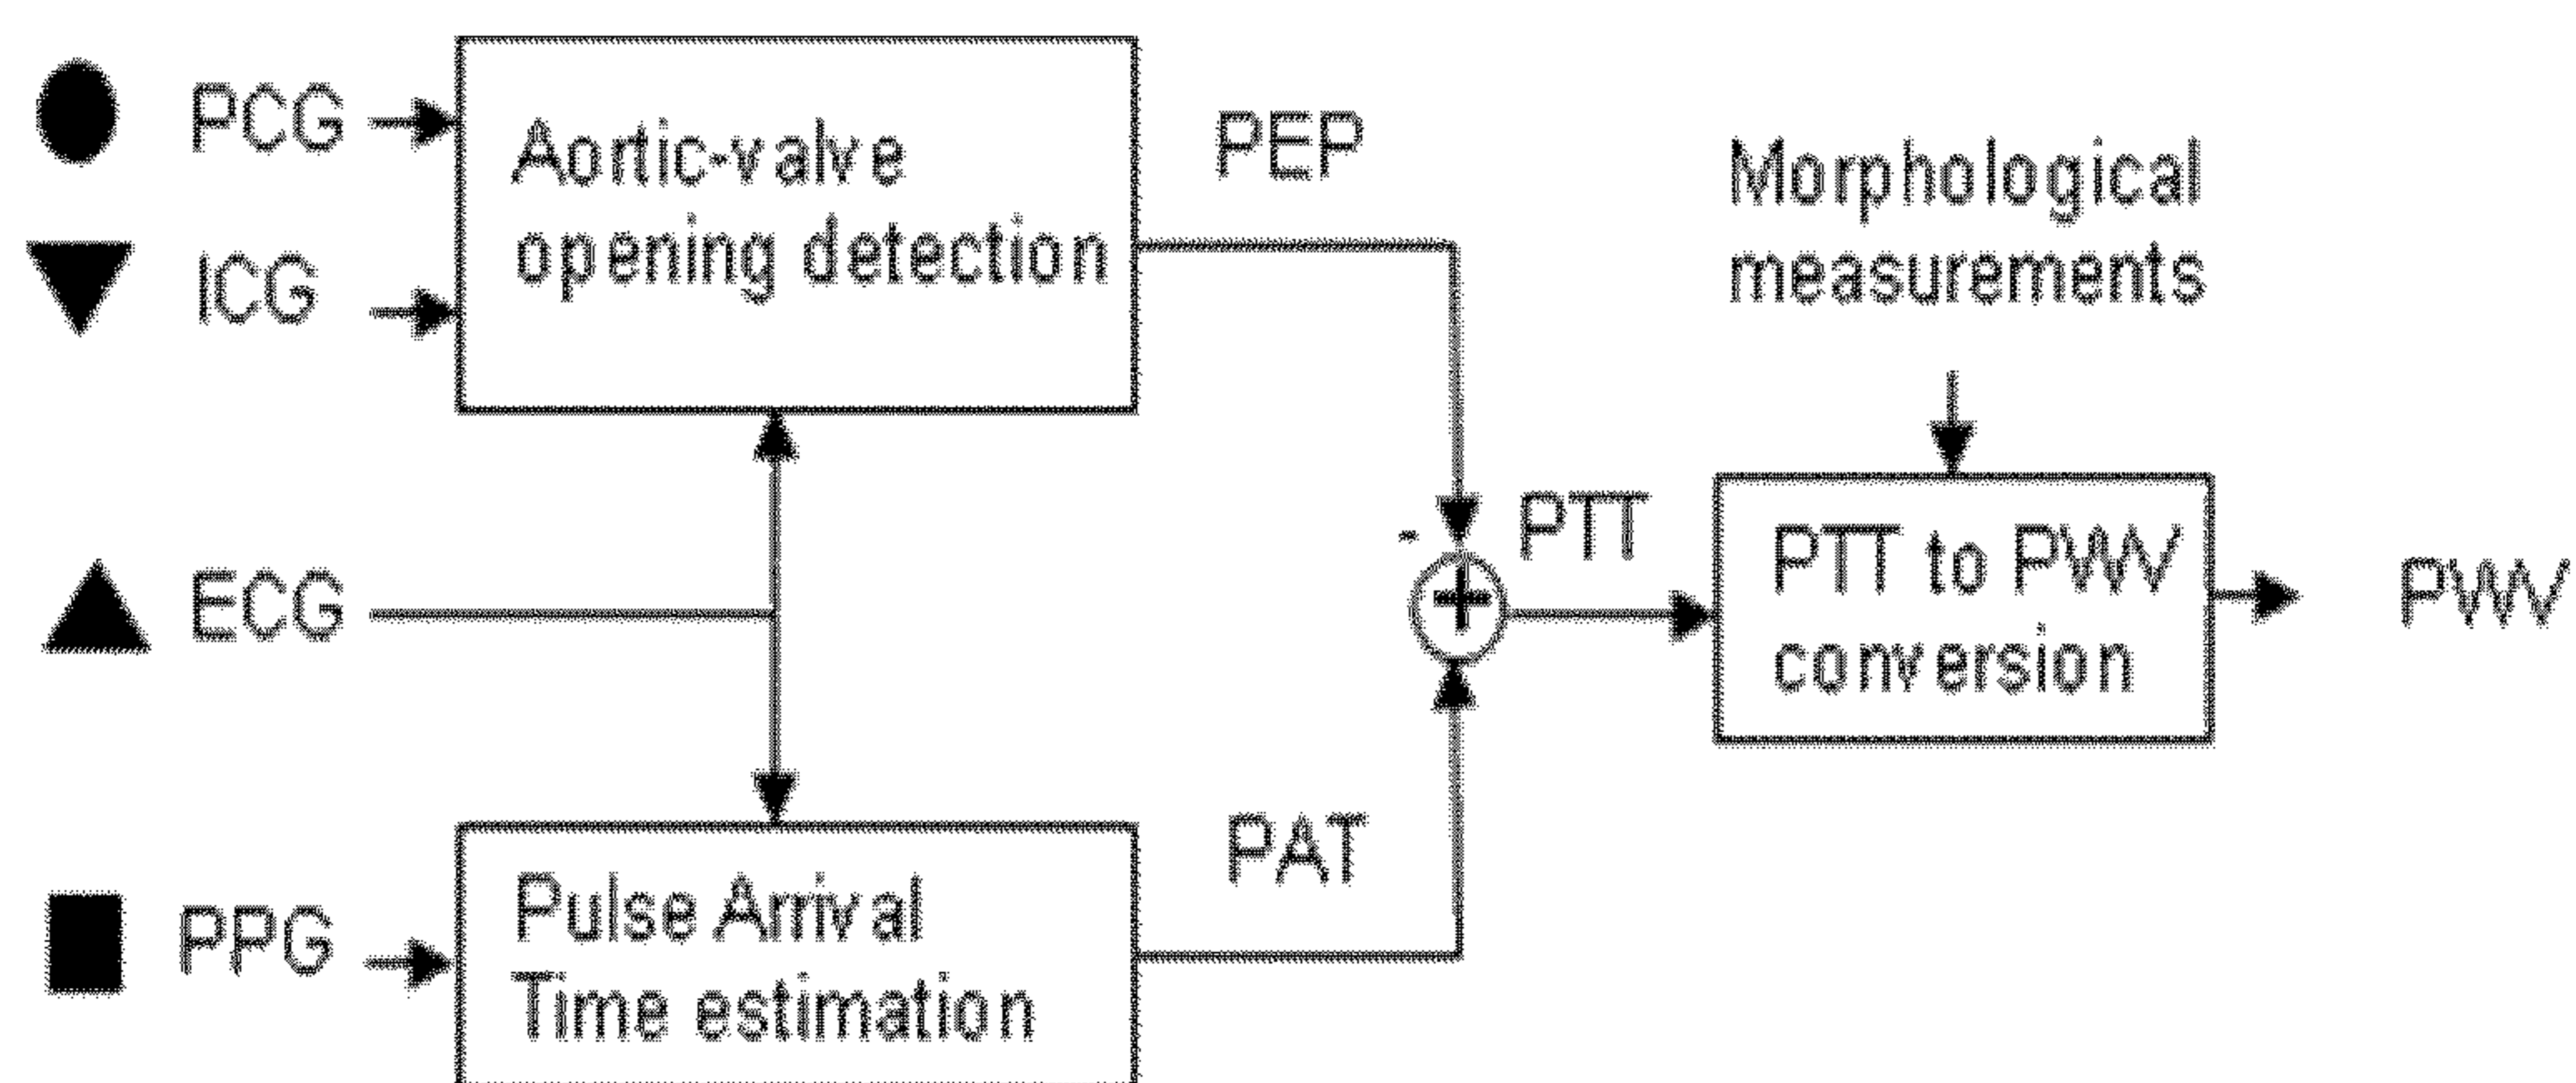 PCG
Aortic-valve
opening detection
ICG
PEP
Morphological
measurements
ECG
-
+
PTT
PTT to PWV
conversion
PWV
PPG
Pulse Arrival
Time estimation
PAT